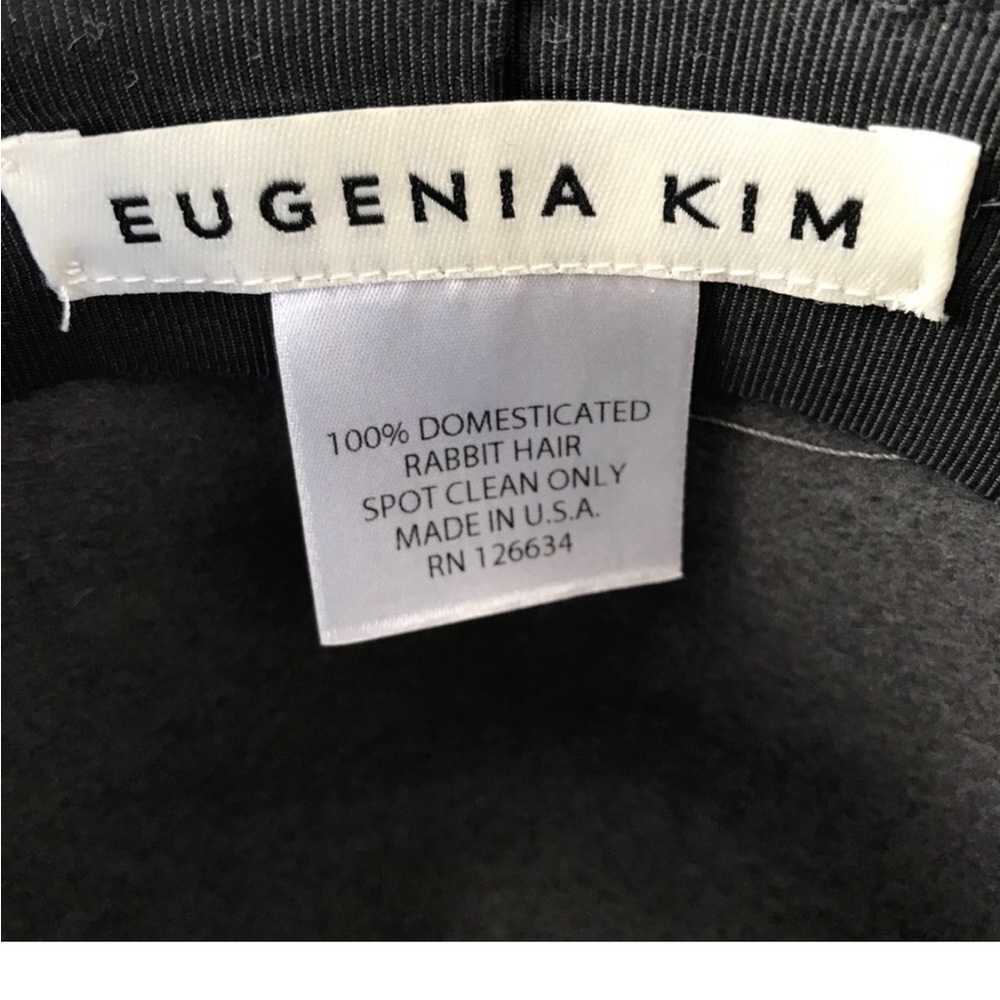 EUGENIA KIM
100% DOMESTICATED
RABBIT HAIR
SPOT CLEAN ONLY
MADE IN U.S.A.
RN 126634